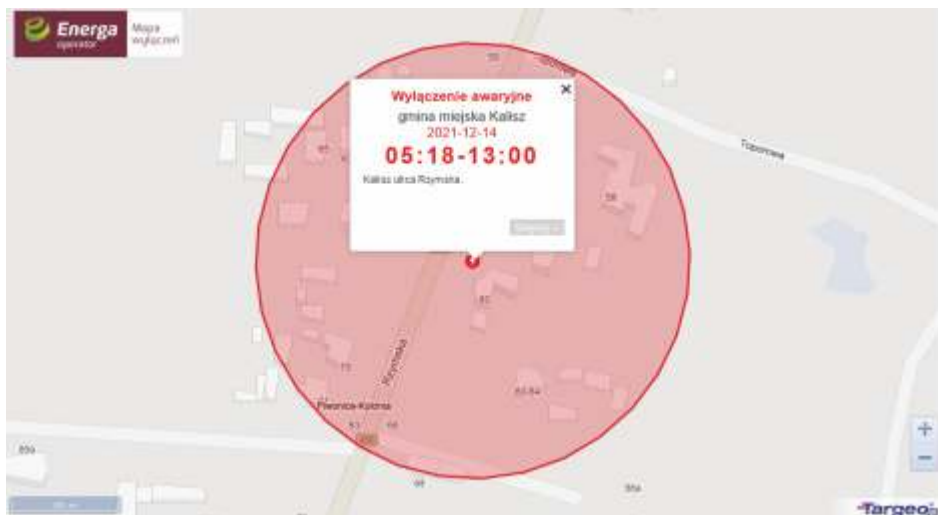 Energa
operator
Mapa
wyłączeń
Wyłączenie awaryjne
gmina miejska Kalisz
2021-12-14
05:18-13:00
Kalisz ulica Rzymska.
Toporowa
Rzymska
Piwonice-Kolonia
Targeo